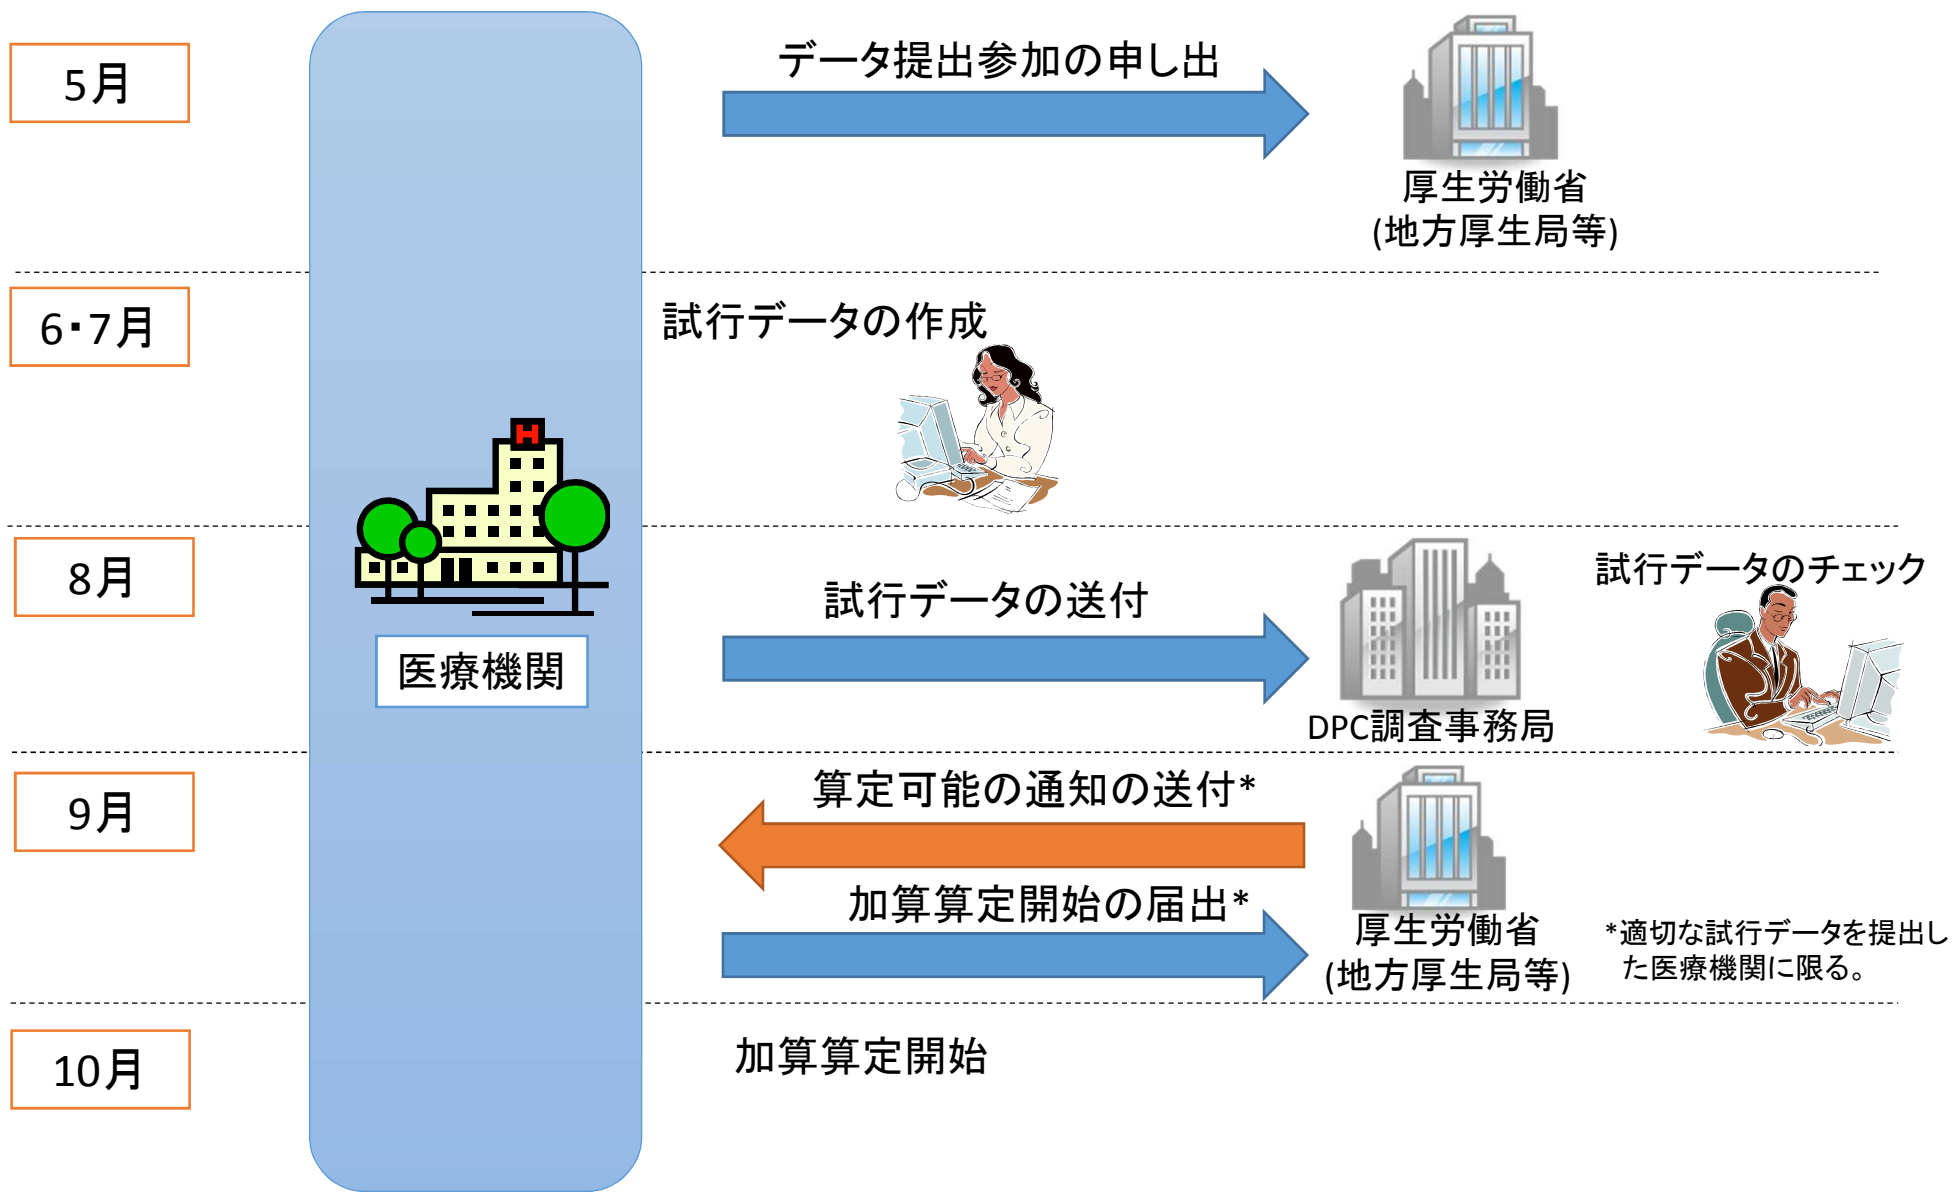 5月
データ提出参加の申し出
厚生労働省
(地方厚生局等)
6・7月
試行データの作成
H
8月
試行データの送付
試行データのチェック
医療機関
DPC調査事務局
9月
算定可能の通知の送付*
加算算定開始の届出*
厚生労働省
(地方厚生局等)
*適切な試行データを提出し
た医療機関に限る。
10月
加算算定開始